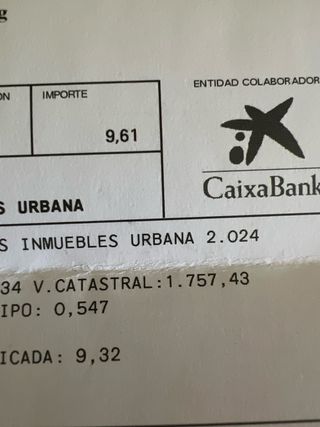 g
ON IMPORTE ENTIDAD COLABORADOR
9,61
CaixaBank
S URBANA
S INMUEBLES URBANA 2.024
34 V.CATASTRAL:1.757,43
IPO: 0,547
ICADA: 9,32